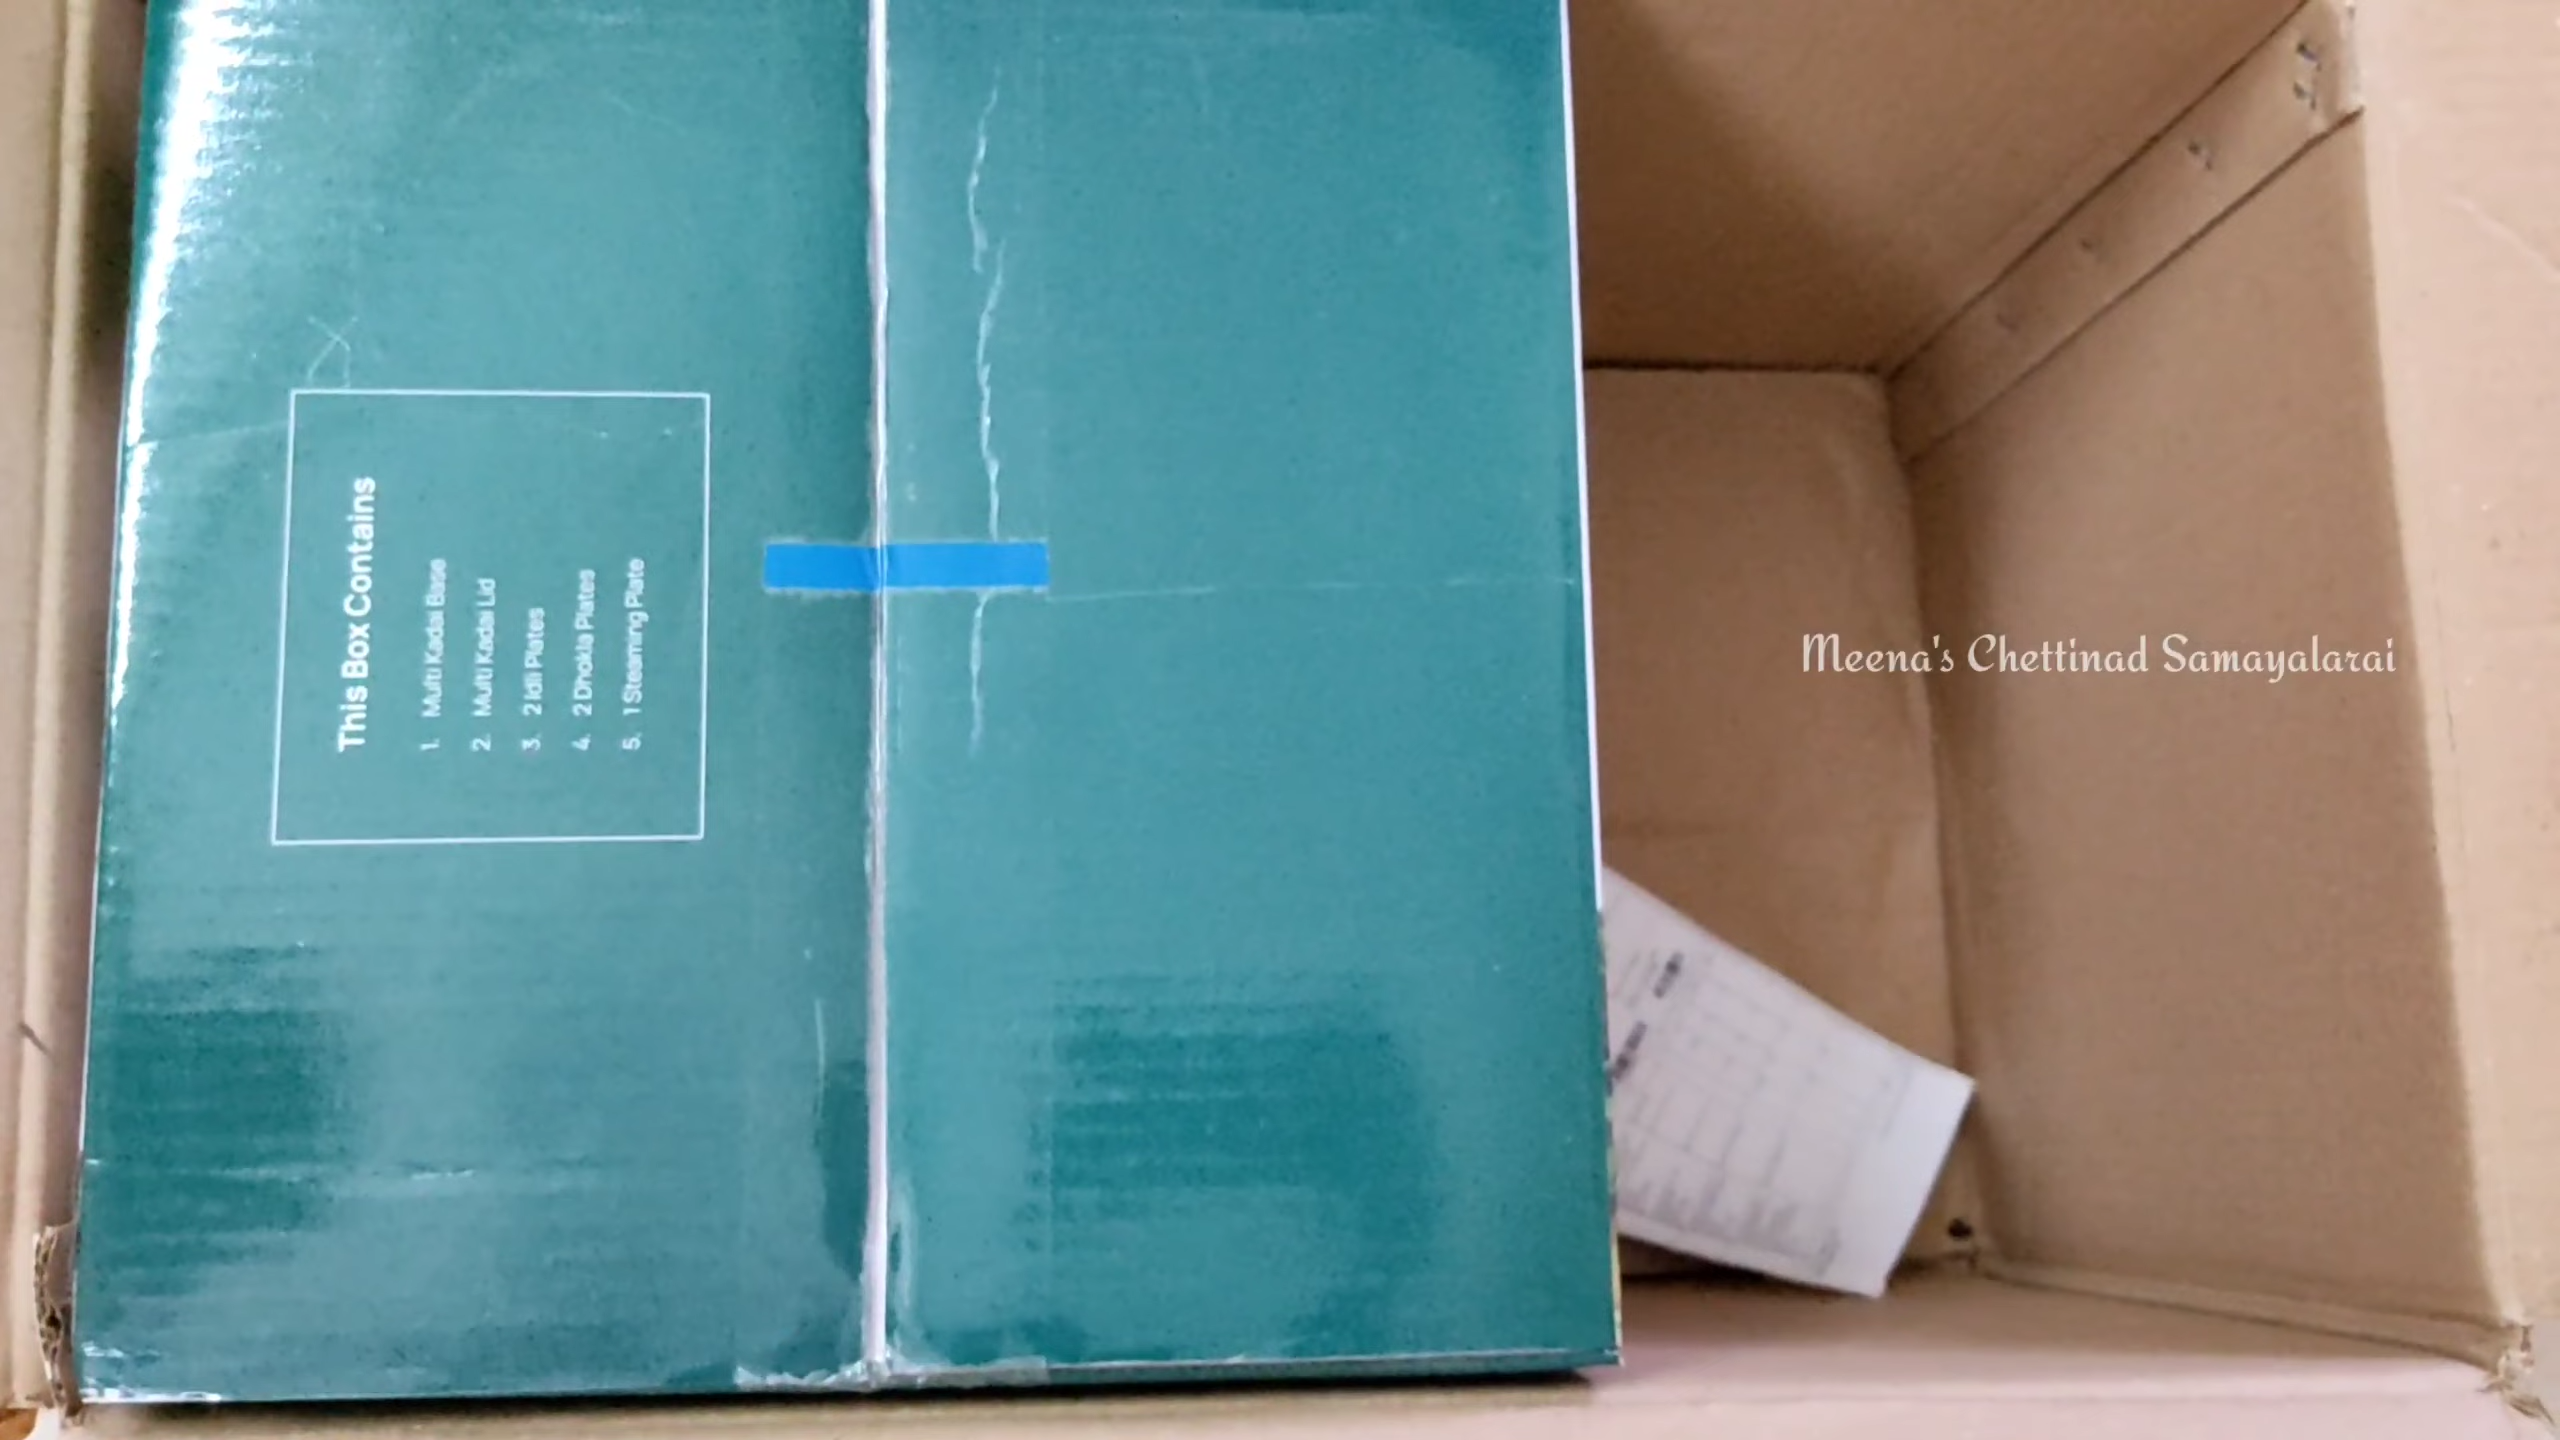 This Box Contains
1. Multi Kadai Base
2. Multi Kadai Lid
3. 2 Idli Plates
4. 2 Dhokla Plates
5. 1 Steaming Plate
Meena's Chettinad Samayalarai